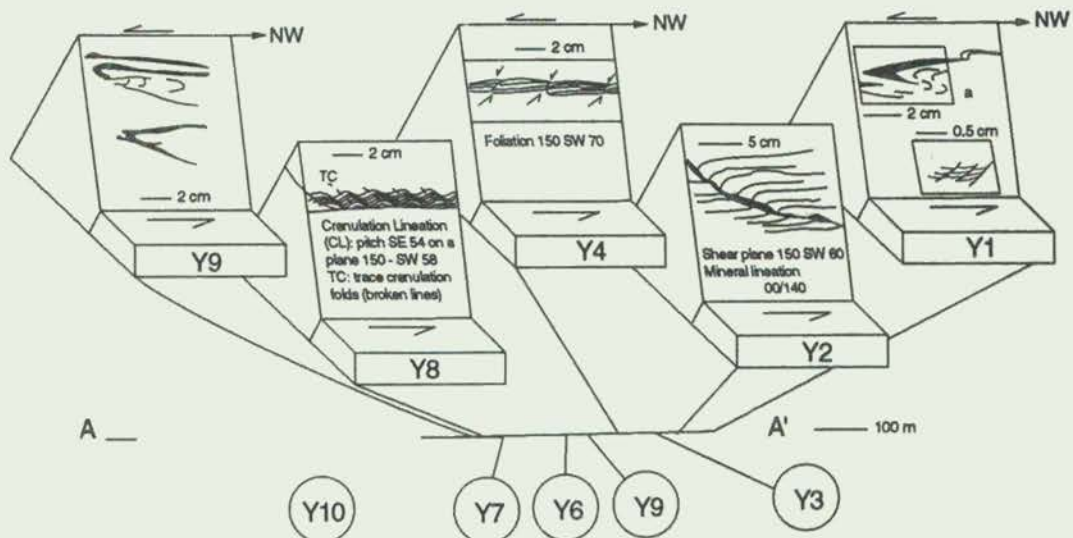 NW
2 cm
Y9
2 cm
TC
Crenulation Lineation
(CL): pitch SE 54 on a
plane 150 - SW 58
TC: trace crenulation
folds (broken lines)
Y8
NW
2 cm
Foliation 150 SW 70
Y4
5 cm
Shear plane 150 SW 60
Mineral lineation
00/140
Y2
NW
a
2 cm
0.5 cm
Y1
A
A'
100 m
Y10
Y7
Y6
Y9
Y3